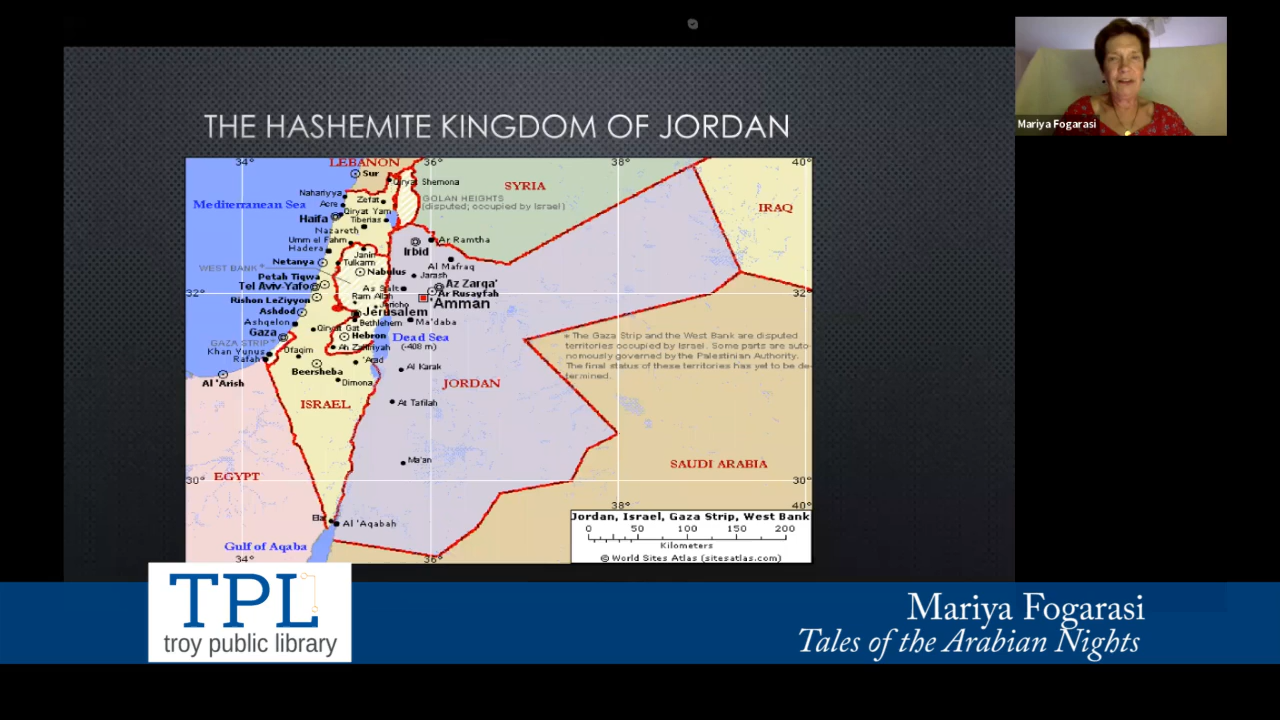 Mariya Fogarasi
THE HASHEMITE KINGDOM OF JORDAN
34°
LEBANON
36°
38°
40°
Sur
Qiryat Shemona
SYRIA
Nahariyya
Zefat
GOLAN HEIGHTS
(disputed; occupied by Israel)
Mediterranean Sea
Acre
Qiryat Yam
IRAQ
Haifa
Tiberias
Nazareth
Umm el Fahm
Ar Ramtha
Hadera
Irbid
Janin
Netanya
Tulkarm
Al Mafraq
WEST BANK *
Nabulus
Jarash
Petah Tiqwa
Az Zarqa'
Tel Aviv-Yafo
As Salt
32°
Ar Rusayfah
32°
Rishon LeZiyyon
Ram Allah
Amman
Jericho
Ashdod
Jerusalem
Ashqelon
Bethlehem
Ma'daba
Qiryat Gat
Gaza
Hebron
Dead Sea
* The Gaza Strip and the West Bank are disputed
GAZA STRIP *
Az Zahiriyah
(-408 m)
territories occupied by Israel. Some parts are auto-
Khan Yunus
Ofaqim
nomously governed by the Palestinian Authority.
Rafah
'Arad
Al Karak
The final status of these territories has yet to be de-
Beersheba
termined.
Al 'Arish
Dimona
JORDAN
ISRAEL
At Tafilah
Ma'an
SAUDI ARABIA
EGYPT
30°
30°
38°
40°
Al 'Aqabah
Jordan, Israel, Gaza Strip, West Bank
0 50 100 150 200
Gulf of Aqaba
Kilometers
34°
36°
© World Sites Atlas (sitesatlas.com)
TPL
troy public library
Mariya Fogarasi
Tales of the Arabian Nights